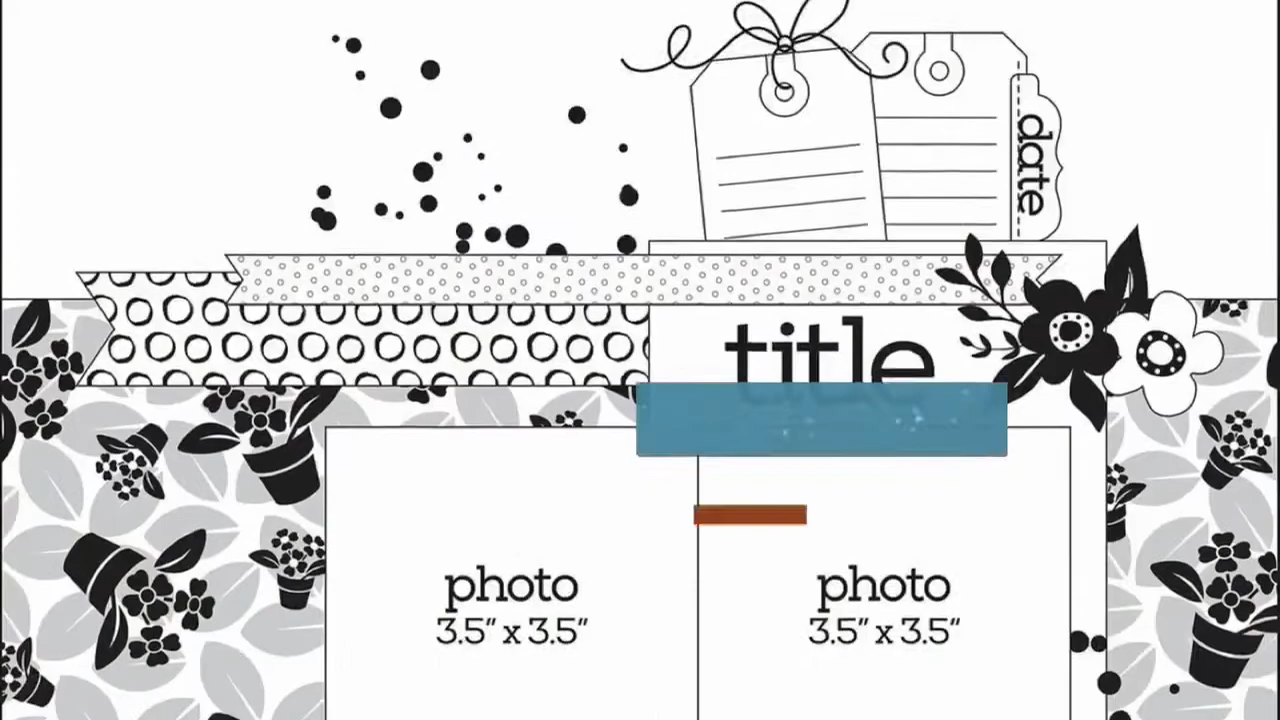 date
title
photo
3.5" x 3.5"
photo
3.5" x 3.5"